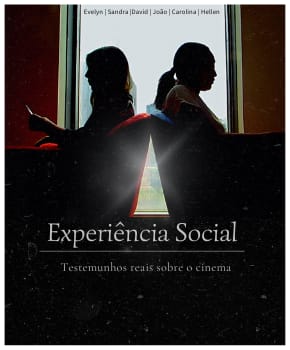 Evelyn | Sandra |David | João | Carolina | Hellen
Experiência Social
Testemunhos reais sobre o cinema